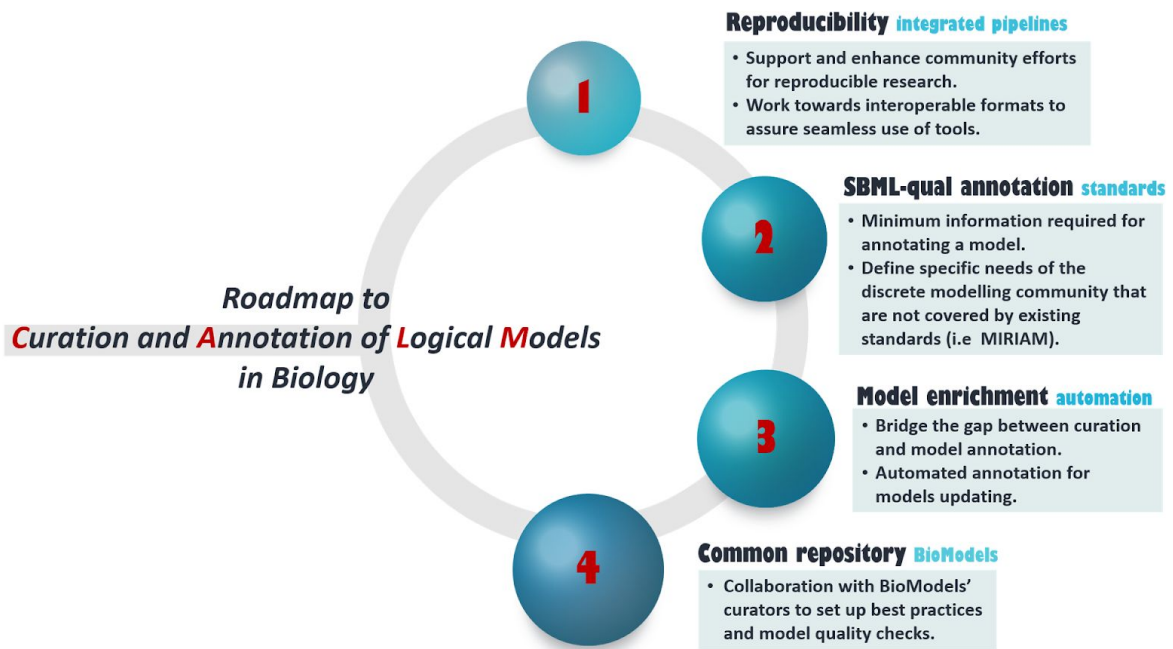 Reproducibility integrated pipelines
• Support and enhance community efforts
for reproducible research.
• Work towards interoperable formats to
assure seamless use of tools.
1
SBML-qual annotation standards
• Minimum information required for
annotating a model.
• Define specific needs of the
discrete modelling community that
are not covered by existing
standards (i.e MIRIAM).
2
Roadmap to
Curation and Annotation of Logical Models
in Biology
Model enrichment automation
• Bridge the gap between curation
and model annotation.
• Automated annotation for
models updating.
3
Common repository BioModels
• Collaboration with BioModels’
curators to set up best practices
and model quality checks.
4